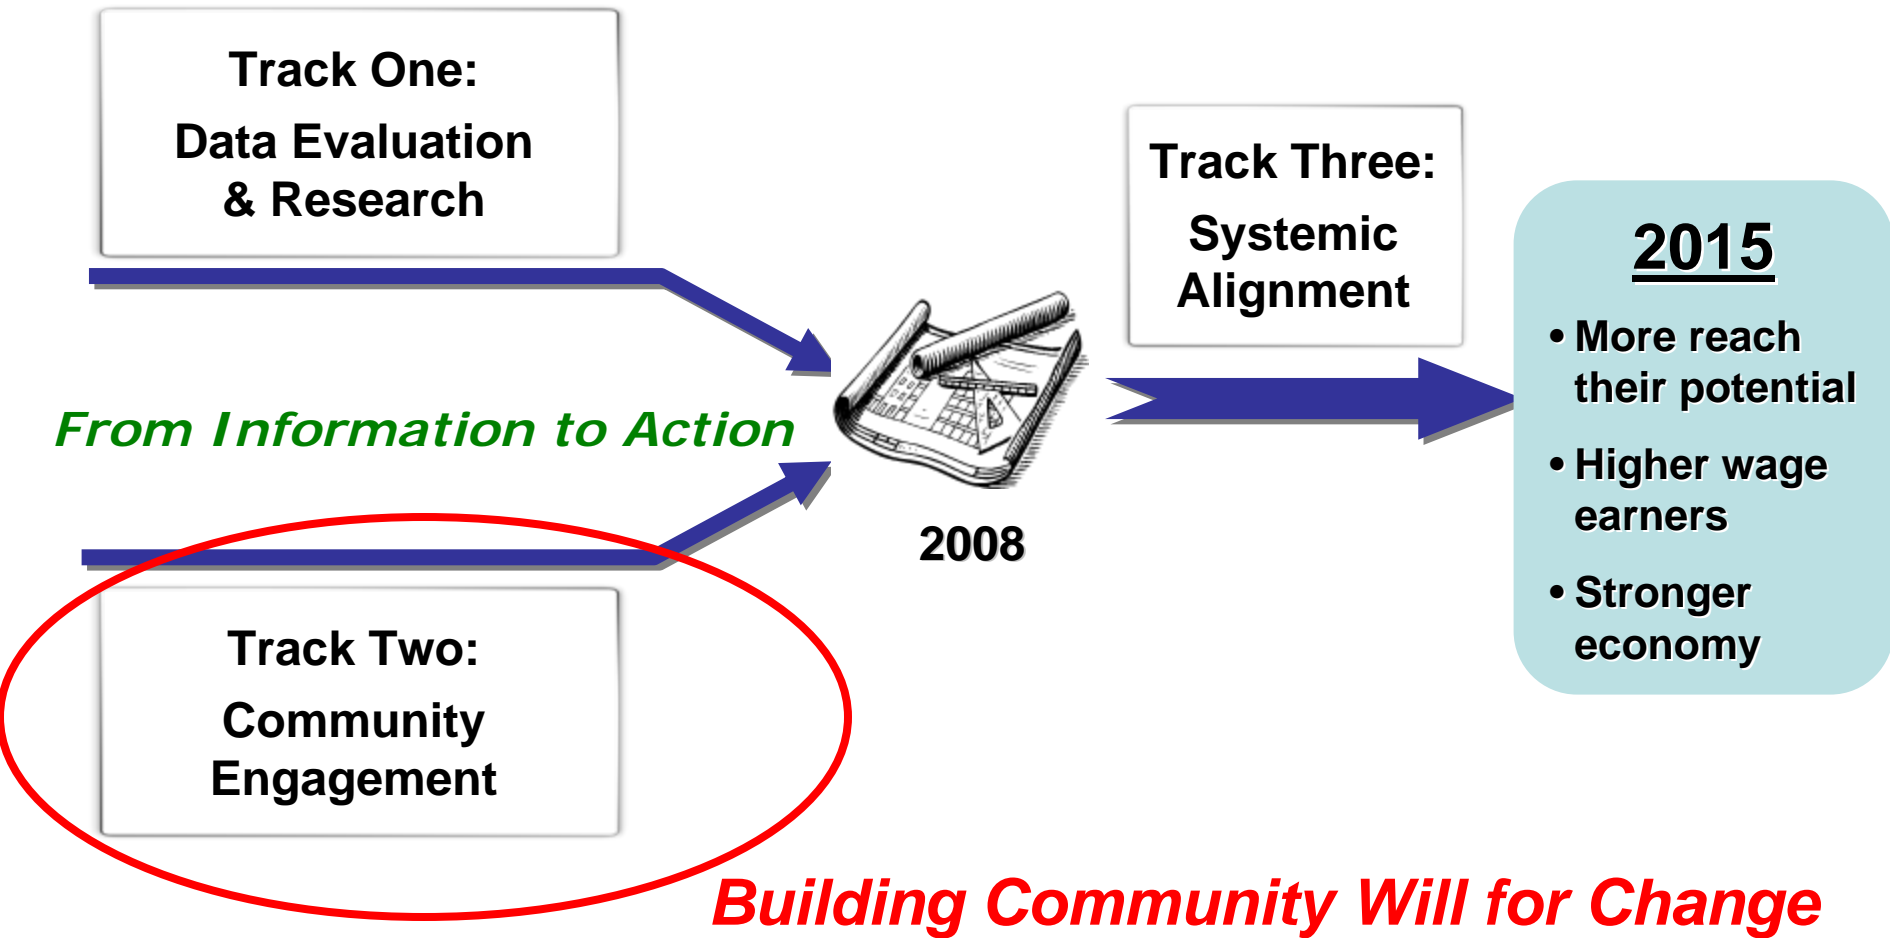 Track One:
Data Evaluation
& Research
From Information to Action
Track Two:
Community
Engagement
2008
Track Three:
Systemic
Alignment
2015
• More reach
their potential
• Higher wage
earners
• Stronger
economy
Building Community Will for Change